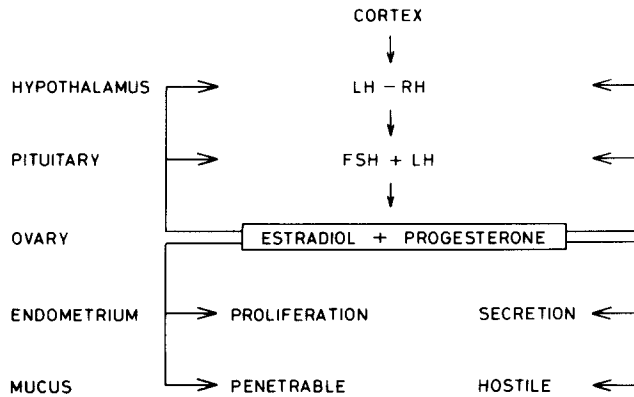 CORTEX
HYPOTHALAMUS LH – RH
PITUITARY FSH + LH
OVARY ESTRADIOL + PROGESTERONE
ENDOMETRIUM PROLIFERATION SECRETION
MUCUS PENETRABLE HOSTILE